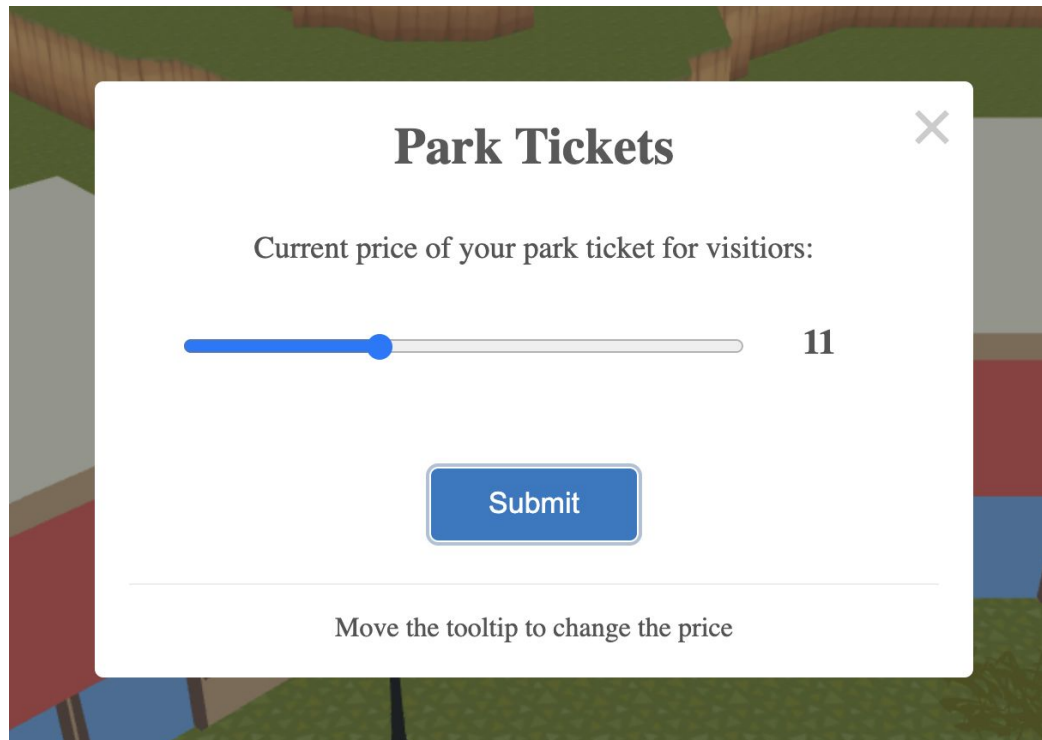 Park Tickets
Current price of your park ticket for visitiors:
11
Submit
Move the tooltip to change the price